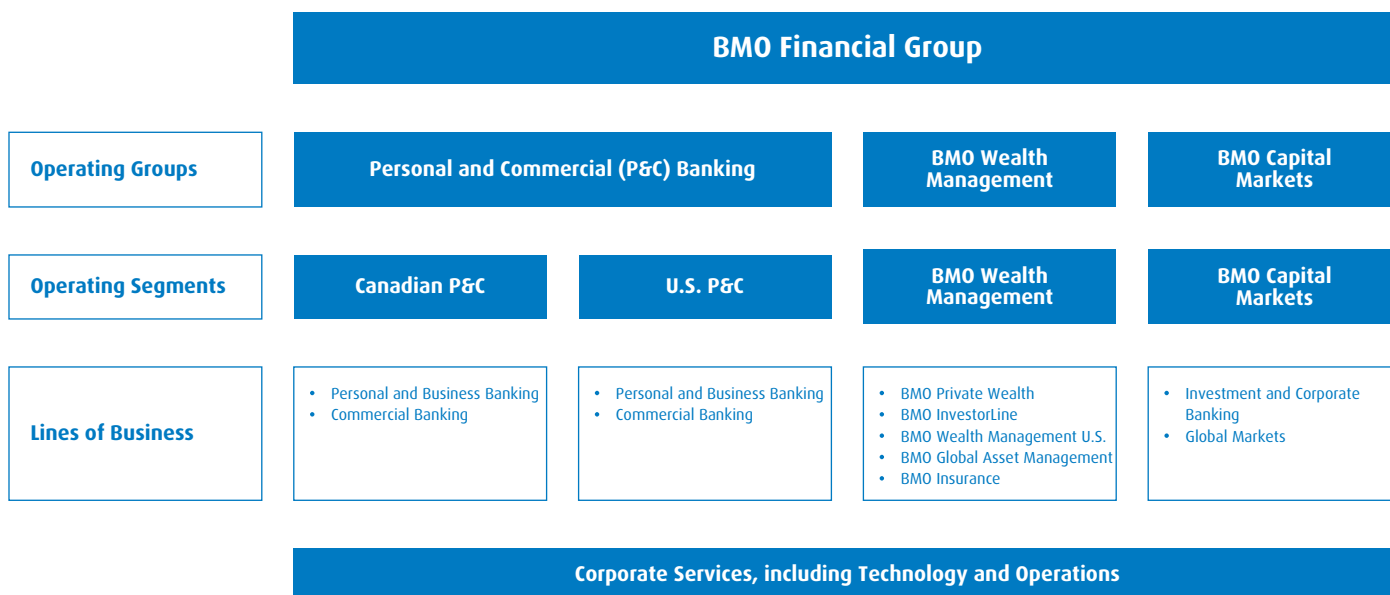 BMO Financial Group
Operating Groups
Personal and Commercial (P&C) Banking
BMO Wealth
Management
BMO Capital
Markets
Operating Segments
Canadian P&C
U.S. P&C
BMO Wealth
Management
BMO Capital
Markets
Lines of Business
• Personal and Business Banking
• Commercial Banking
• Personal and Business Banking
• Commercial Banking
• BMO Private Wealth
• BMO InvestorLine
• BMO Wealth Management U.S.
• BMO Global Asset Management
• BMO Insurance
• Investment and Corporate
Banking
• Global Markets
Corporate Services, including Technology and Operations